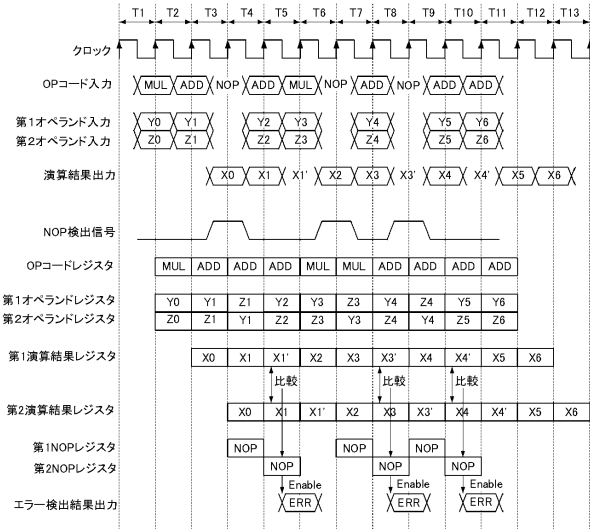 T1 T2 T3 T4 T5 T6 T7 T8 T9 T10 T11 T12 T13
クロック
OPコード入力 MUL ADD NOP ADD MUL NOP ADD NOP ADD ADD
第1オペランド入力 Y0 Y1 Y2 Y3 Y4 Y5 Y6
第2オペランド入力 Z0 Z1 Z2 Z3 Z4 Z5 Z6
演算結果出力 X0 X1 X1' X2 X3 X3' X4 X4' X5 X6
NOP検出信号
OPコードレジスタ MUL ADD ADD ADD MUL MUL ADD ADD ADD ADD
第1オペランドレジスタ Y0 Y1 Z1 Y2 Y3 Z3 Y4 Z4 Y5 Y6
第2オペランドレジスタ Z0 Z1 Y1 Z2 Z3 Y3 Z4 Y4 Z5 Z6
第1演算結果レジスタ X0 X1 X1' X2 X3 X3' X4 X4' X5 X6
比較 比較 比較
第2演算結果レジスタ X0 X1 X1' X2 X3 X3' X4 X4' X5 X6
第1NOPレジスタ NOP NOP NOP
第2NOPレジスタ NOP NOP NOP
Enable Enable Enable
エラー検出結果出力 ERR ERR ERR